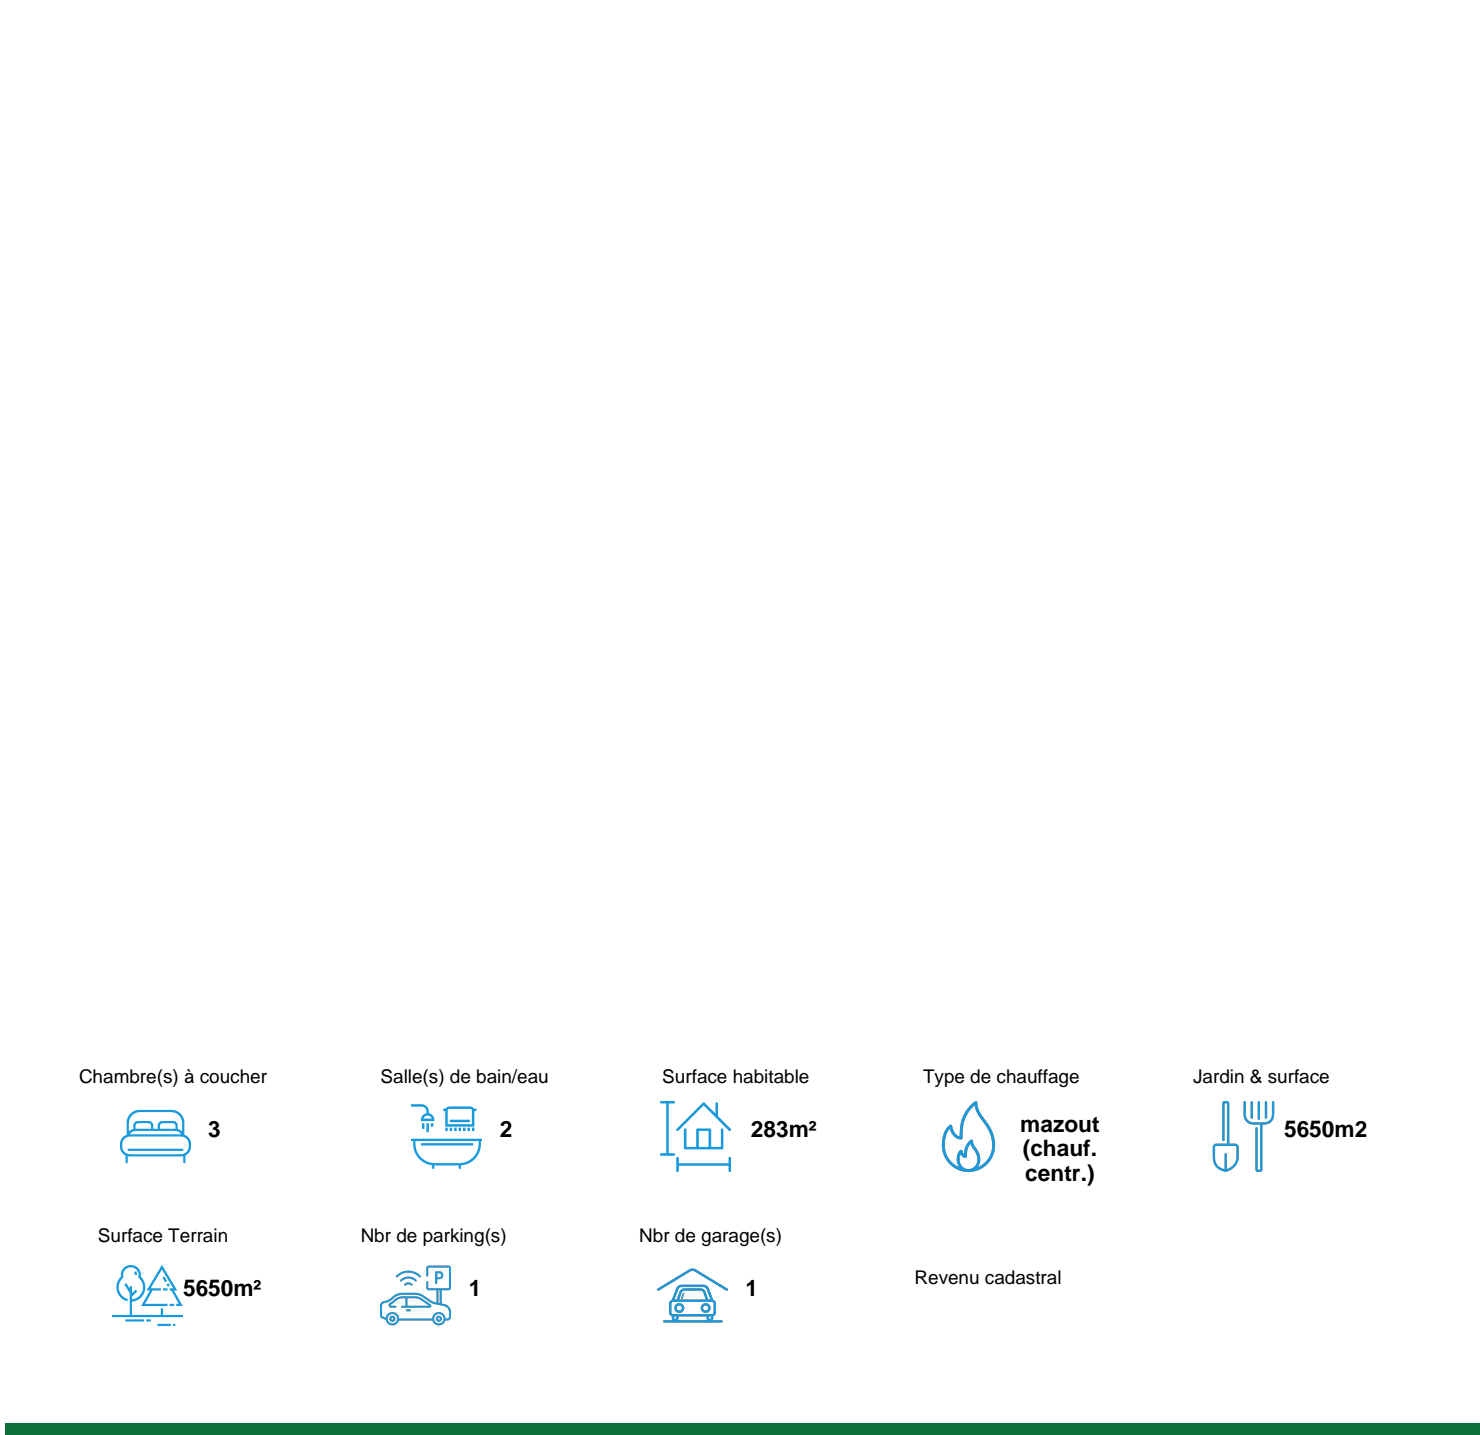 Chambre(s) à coucher
3
Salle(s) de bain/eau
2
Surface habitable
283m²
Type de chauffage
mazout
(chauf.
centr.)
Jardin & surface
5650m2
Surface Terrain
5650m²
Nbr de parking(s)
P
1
Nbr de garage(s)
1
Revenu cadastral